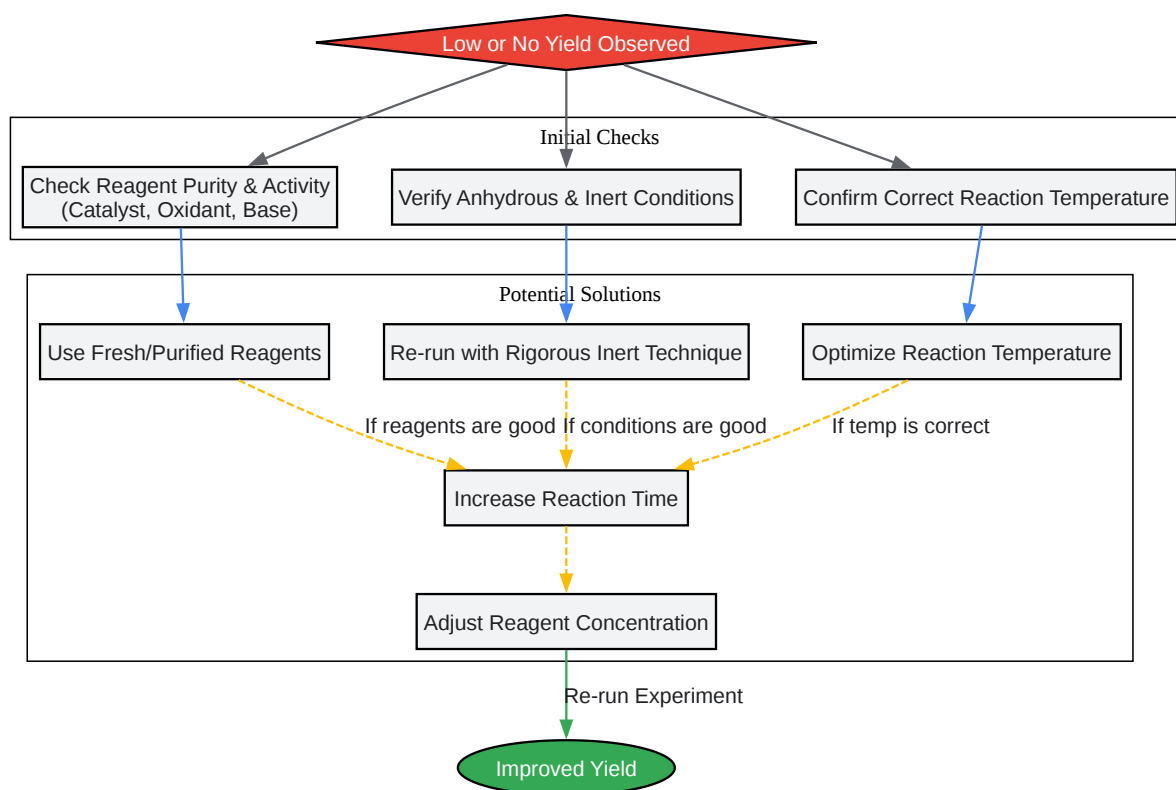 Low or No Yield Observed
Initial Checks
Check Reagent Purity & Activity
(Catalyst, Oxidant, Base)
Verify Anhydrous & Inert Conditions
Confirm Correct Reaction Temperature
Potential Solutions
Use Fresh/Purified Reagents
Re-run with Rigorous Inert Technique
Optimize Reaction Temperature
If reagents are good
If conditions are good
If temp is correct
Increase Reaction Time
Adjust Reagent Concentration
Re-run Experiment
Improved Yield